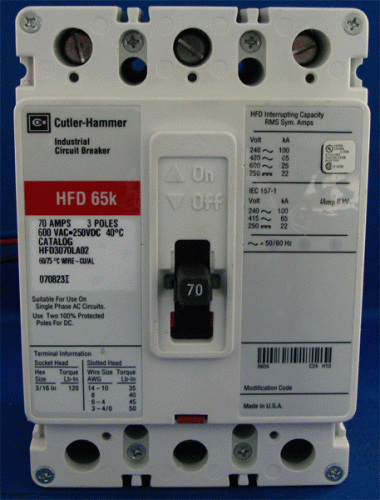 Cutler-Hammer
Industrial
Circuit Breaker
HFD 65k
70 AMPS 3 POLES
600 VAC•250VDC 40°C
CATALOG
HFD3070LA02
60/75 °C WIRE-CU/AL
070823I
Suitable For Use On
Single Phase AC Circuits.
Use Two 100% Protected
Poles For DC.
Terminal Information
Socket Head Slotted Head
Hex Torque Wire Size Torque
Size Lb-In AWG Lb-In
3/16 In 120 14-10 35
8 40
6-4 45
3-4/0 50
On
Off
70
HFD Interrupting Capacity
RMS Sym. Amps
Volt kA
240 ~ 100
480 ~ 65
600 ~ 25
250 ⎓ 22
IEC 157-1
Volt kA
240 ~ 100
415 ~ 65
250 ⎓ 22
~ = 50/60 Hz
Modification Code
Made in U.S.A.